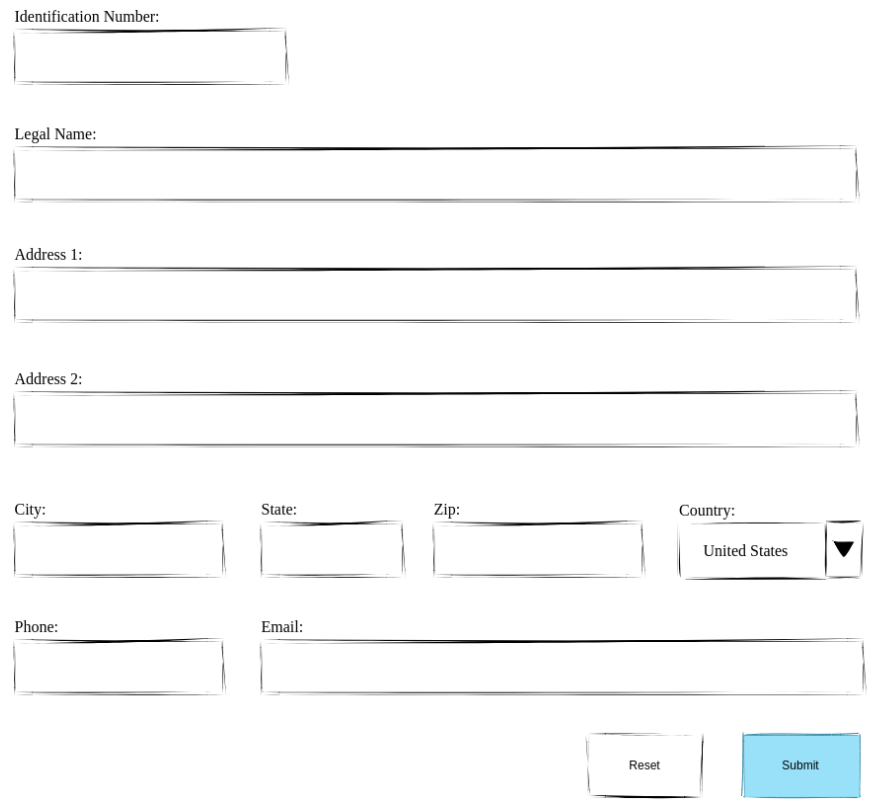 Identification Number:
Legal Name:
Address 1:
Address 2:
City: State: Zip: Country:
United States
Phone: Email:
Reset Submit